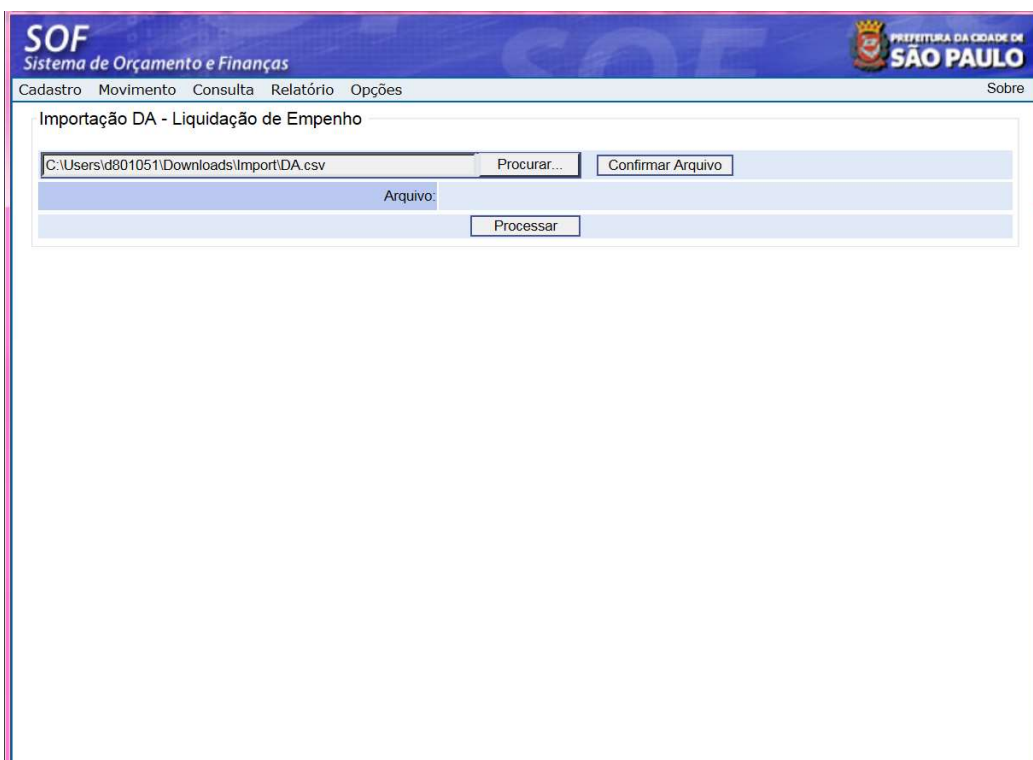 SOF
Sistema de Orçamento e Finanças
PREFEITURA DA CIDADE DE
SÃO PAULO
Cadastro Movimento Consulta Relatório Opções Sobre
Importação DA - Liquidação de Empenho
C:\Users\d801051\Downloads\Import\DA.csv Procurar... Confirmar Arquivo
Arquivo:
Processar